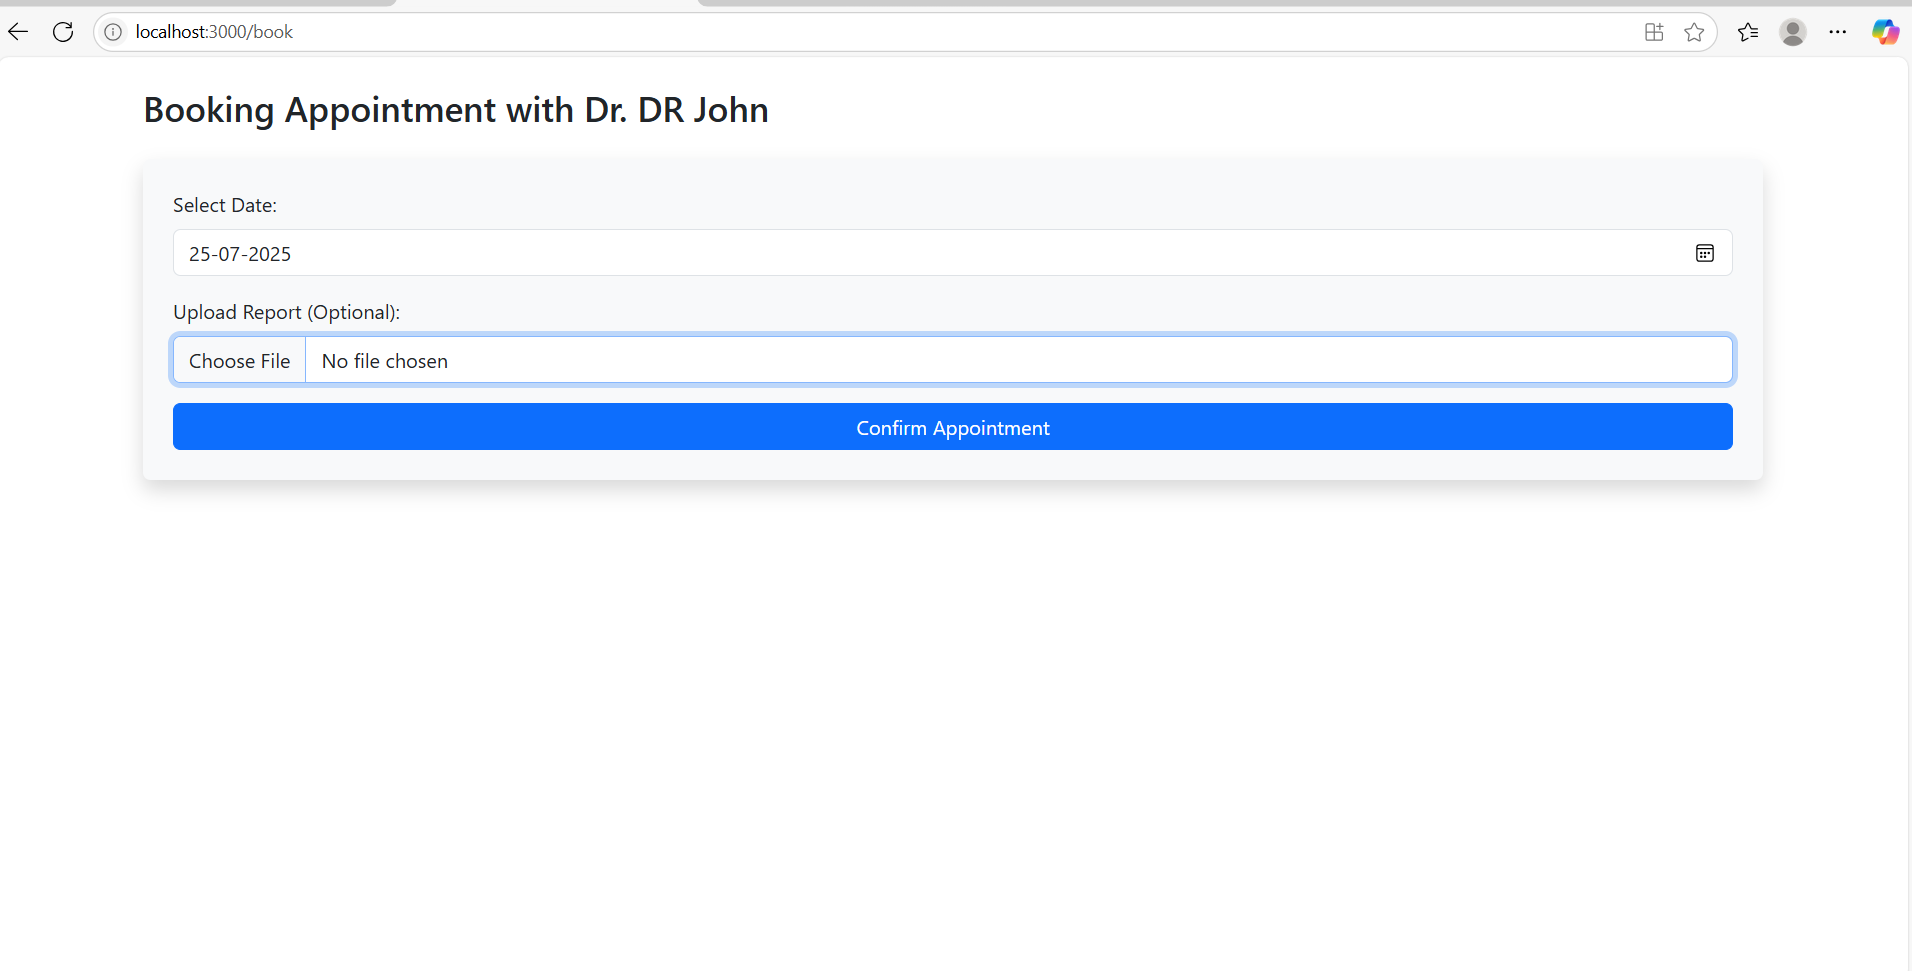 localhost:3000/book
Booking Appointment with Dr. DR John
Select Date:
25-07-2025
Upload Report (Optional):
Choose File No file chosen
Confirm Appointment